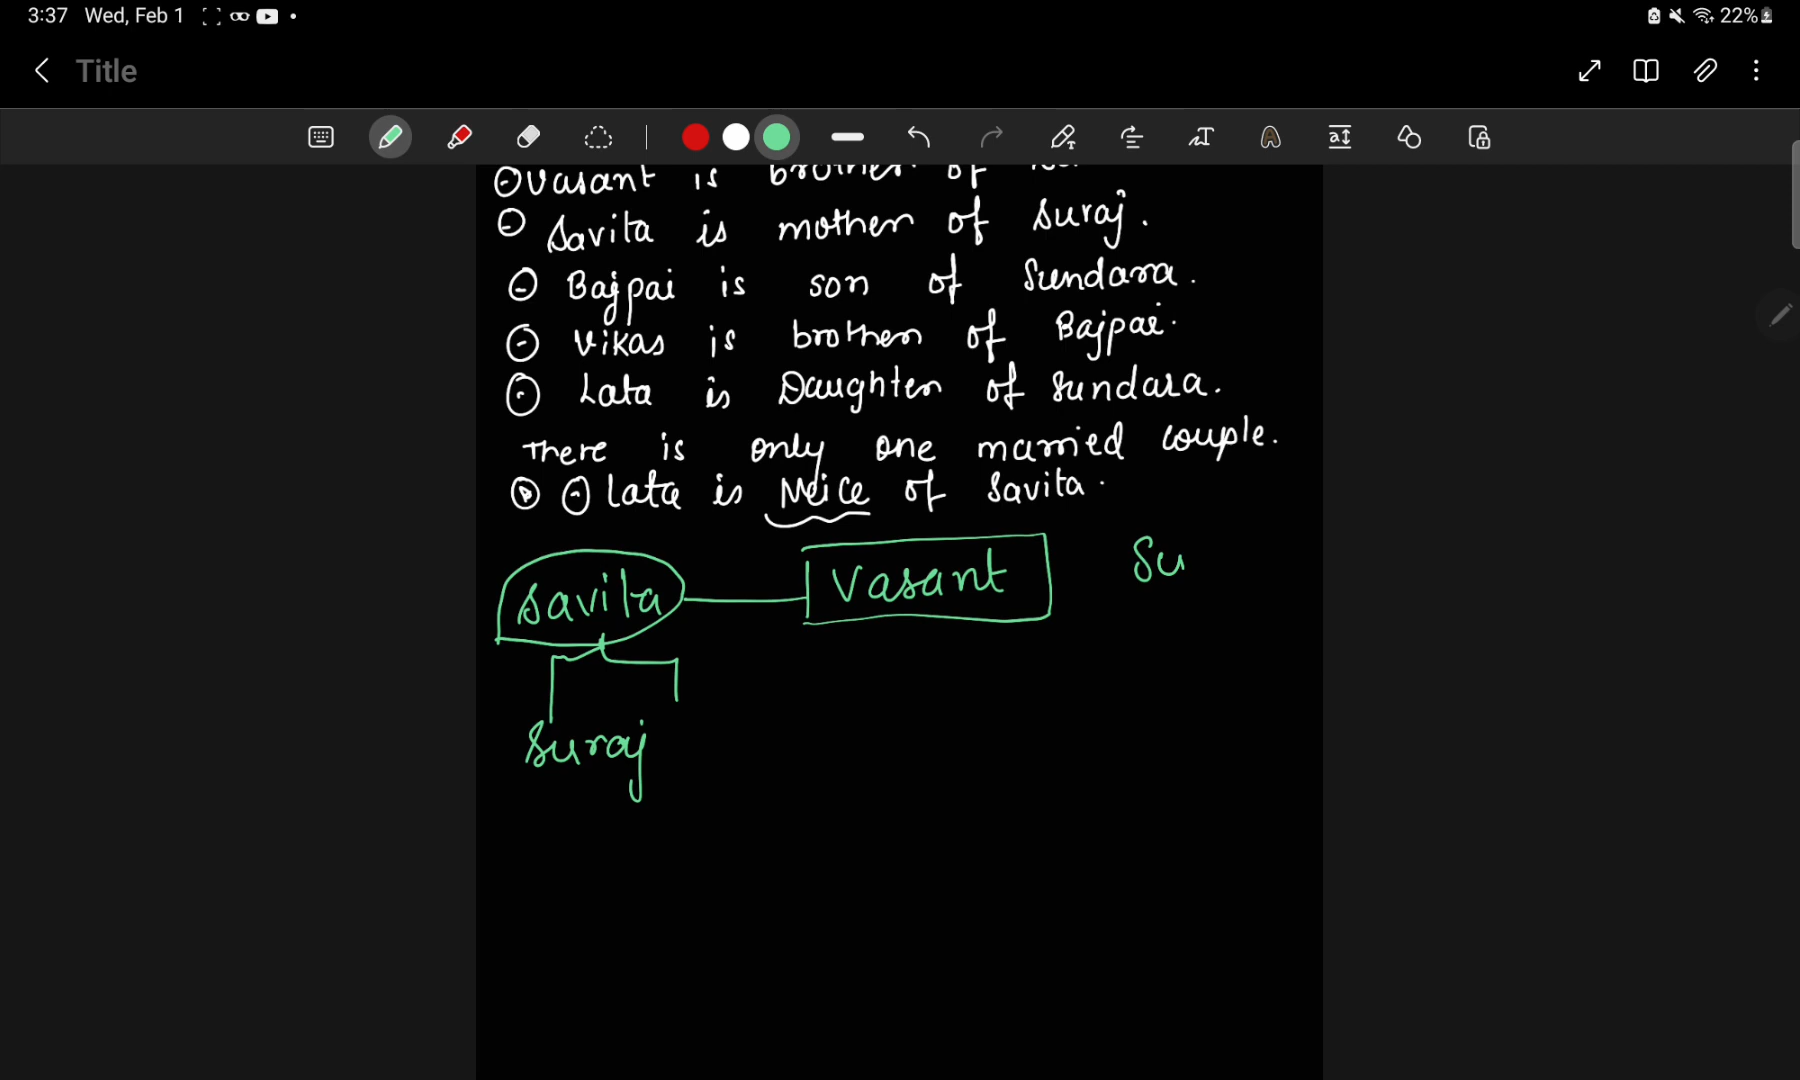 3:37 Wed, Feb 1
22%
Title
Vasant is brother of
Savita is mother of Suraj.
Bajpai is son of Sundara.
Vikas is brother of Bajpai.
Lata is Daughter of Sundara.
There is only one married couple.
Lata is Neice of Savita.
Savita Vasant Su
Suraj